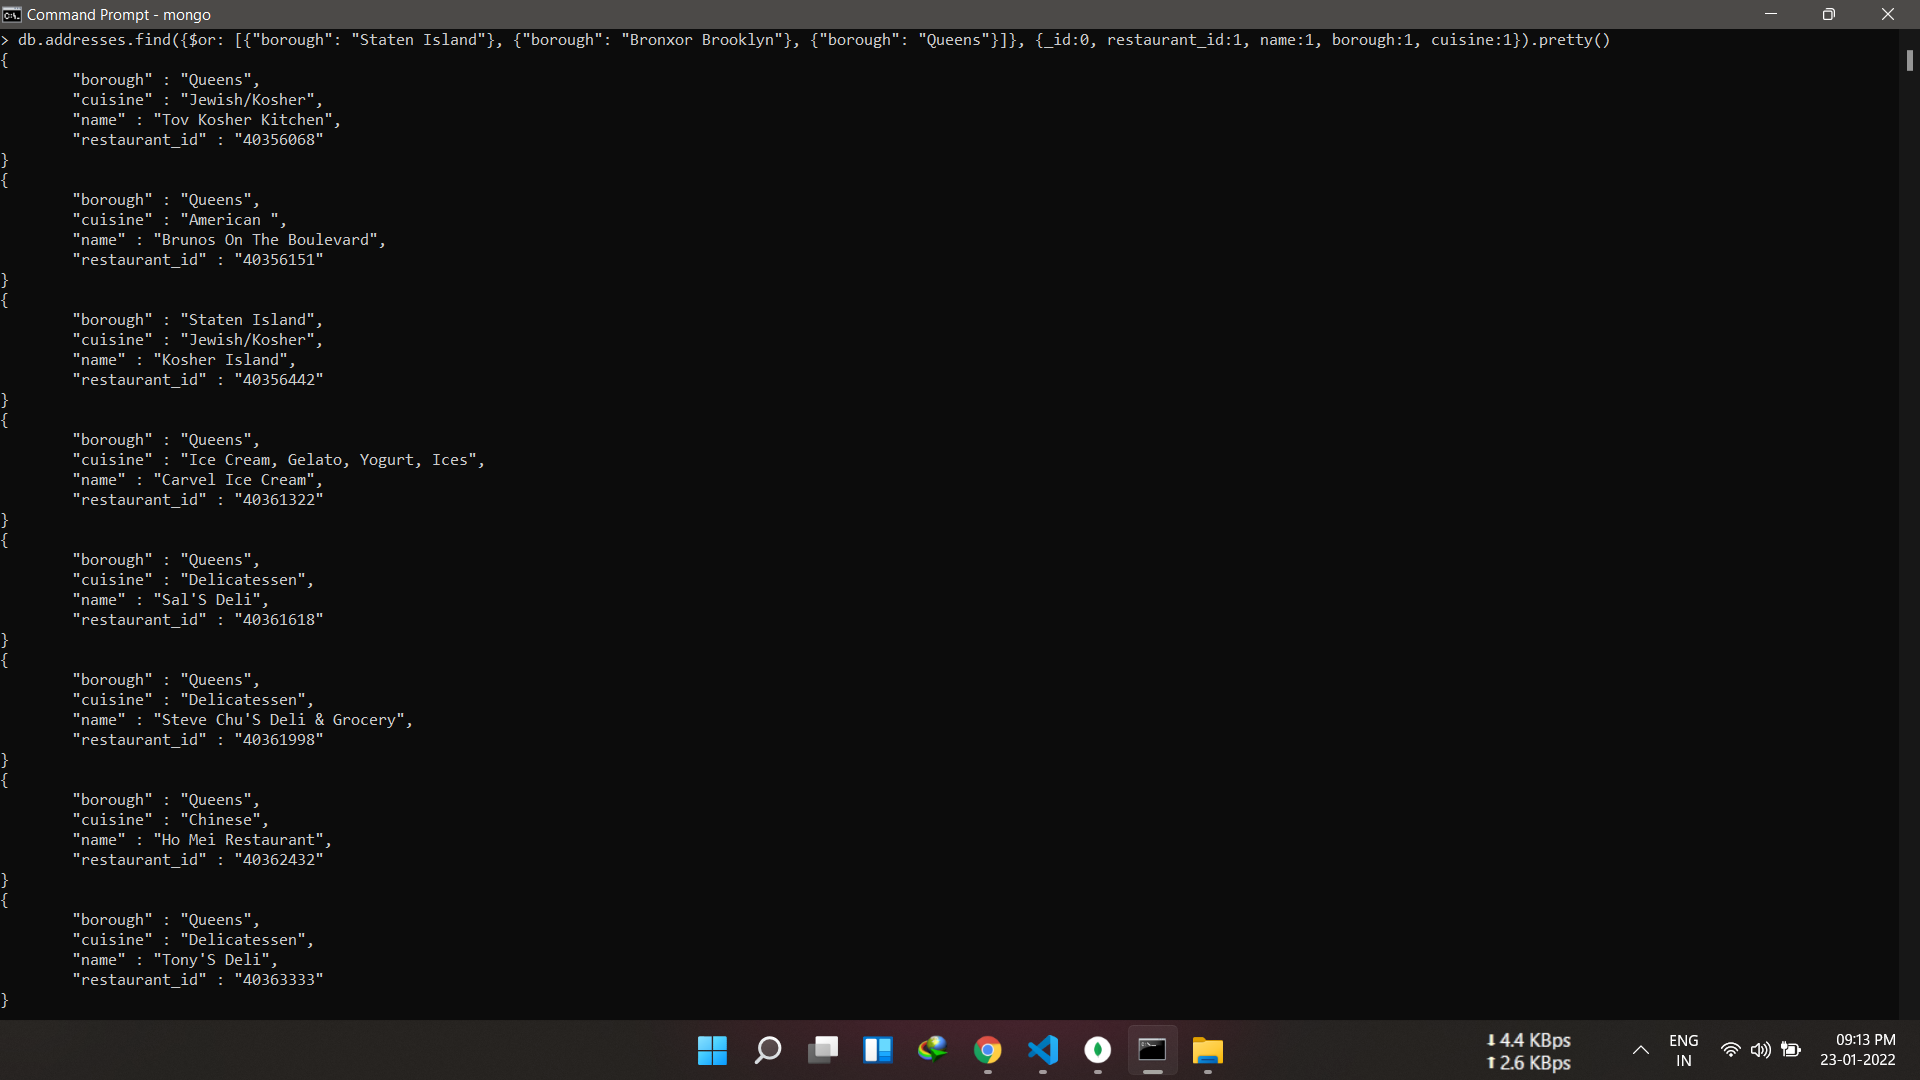 Command Prompt - mongo
> db.addresses.find({$or: [{"borough": "Staten Island"}, {"borough": "Bronxor Brooklyn"}, {"borough": "Queens"}]}, {_id:0, restaurant_id:1, name:1, borough:1, cuisine:1}).pretty()
{
"borough" : "Queens",
"cuisine" : "Jewish/Kosher",
"name" : "Tov Kosher Kitchen",
"restaurant_id" : "40356068"
}
{
"borough" : "Queens",
"cuisine" : "American ",
"name" : "Brunos On The Boulevard",
"restaurant_id" : "40356151"
}
{
"borough" : "Staten Island",
"cuisine" : "Jewish/Kosher",
"name" : "Kosher Island",
"restaurant_id" : "40356442"
}
{
"borough" : "Queens",
"cuisine" : "Ice Cream, Gelato, Yogurt, Ices",
"name" : "Carvel Ice Cream",
"restaurant_id" : "40361322"
}
{
"borough" : "Queens",
"cuisine" : "Delicatessen",
"name" : "Sal'S Deli",
"restaurant_id" : "40361618"
}
{
"borough" : "Queens",
"cuisine" : "Delicatessen",
"name" : "Steve Chu'S Deli & Grocery",
"restaurant_id" : "40361998"
}
{
"borough" : "Queens",
"cuisine" : "Chinese",
"name" : "Ho Mei Restaurant",
"restaurant_id" : "40362432"
}
{
"borough" : "Queens",
"cuisine" : "Delicatessen",
"name" : "Tony'S Deli",
"restaurant_id" : "40363333"
}
⬇4.4 KBps
⬆2.6 KBps
ENG
IN
09:13 PM
23-01-2022